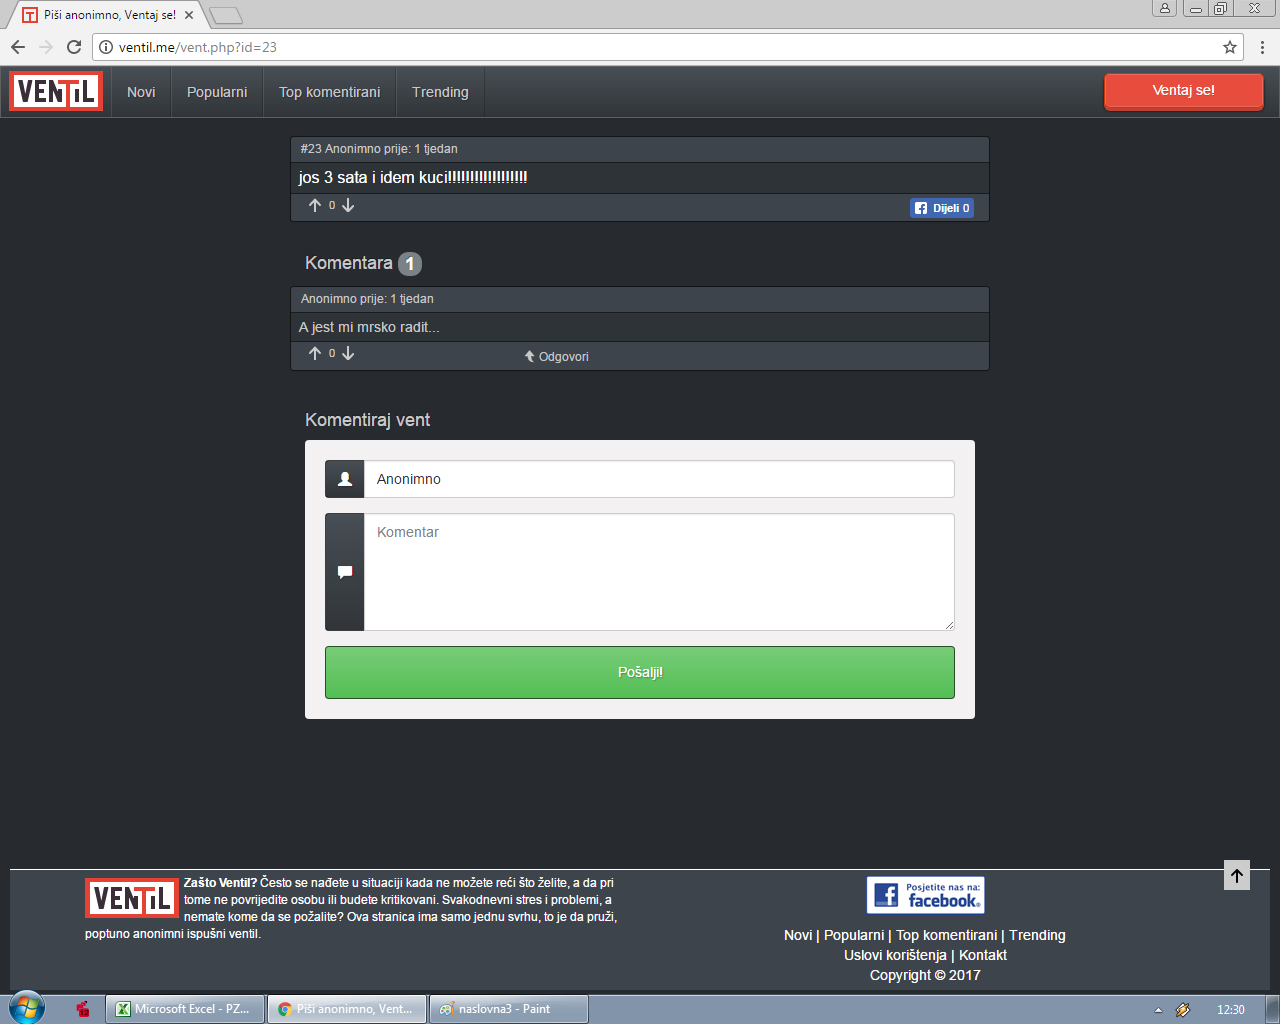 Piši anonimno, Ventaj se!
ventil.me/vent.php?id=23
VENTiL
Novi
Popularni
Top komentirani
Trending
Ventaj se!
#23 Anonimno prije: 1 tjedan
jos 3 sata i idem kuci!!!!!!!!!!!!!!!!!!
0
Dijeli 0
Komentara 1
Anonimno prije: 1 tjedan
A jest mi mrsko radit...
0
Odgovori
Komentiraj vent
Anonimno
Komentar
Pošalji!
VENTiL
Zašto Ventil? Često se nađete u situaciji kada ne možete reći što želite, a da pri
tome ne povrijedite osobu ili budete kritikovani. Svakodnevni stres i problemi, a
nemate kome da se požalite? Ova stranica ima samo jednu svrhu, to je da pruži,
poptuno anonimni ispušni ventil.
Posjetite nas na:
facebook
Novi | Popularni | Top komentirani | Trending
Uslovi korištenja | Kontakt
Copyright © 2017
12
Microsoft Excel - PZ...
Piši anonimno, Vent...
naslovna3 - Paint
12:30